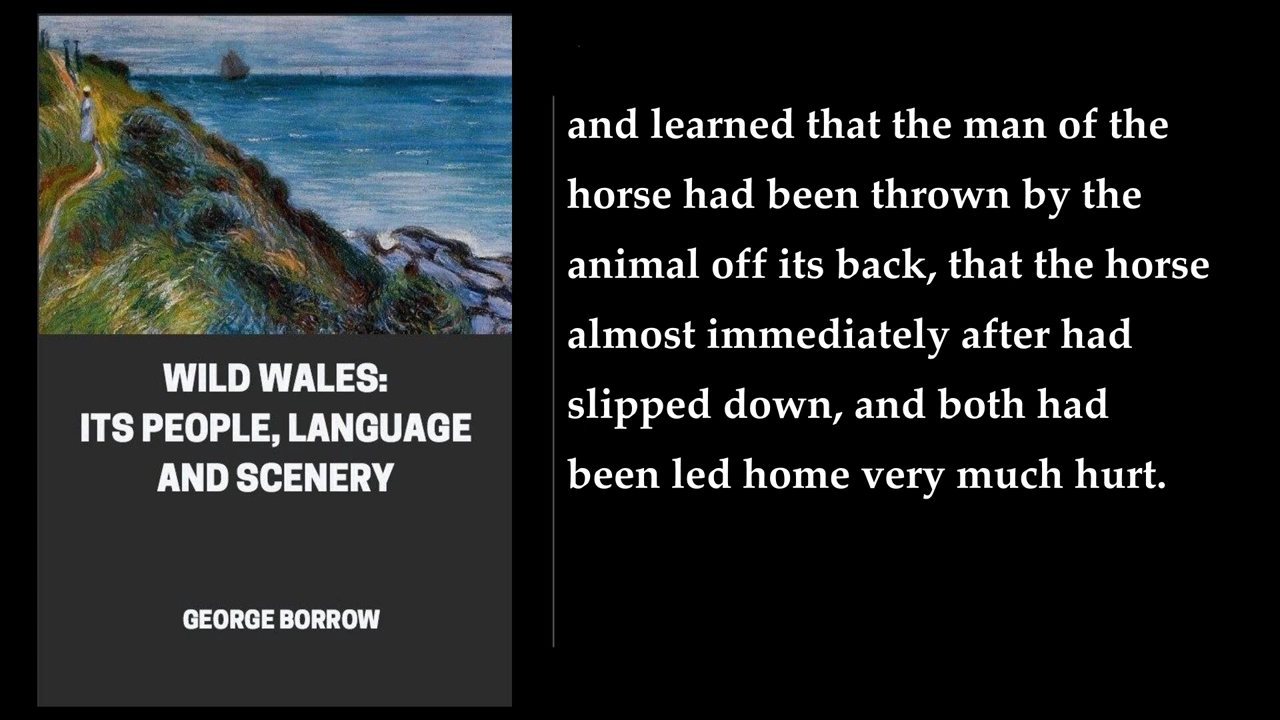 WILD WALES:
ITS PEOPLE, LANGUAGE
AND SCENERY
GEORGE BORROW
and learned that the man of the
horse had been thrown by the
animal off its back, that the horse
almost immediately after had
slipped down, and both had
been led home very much hurt.